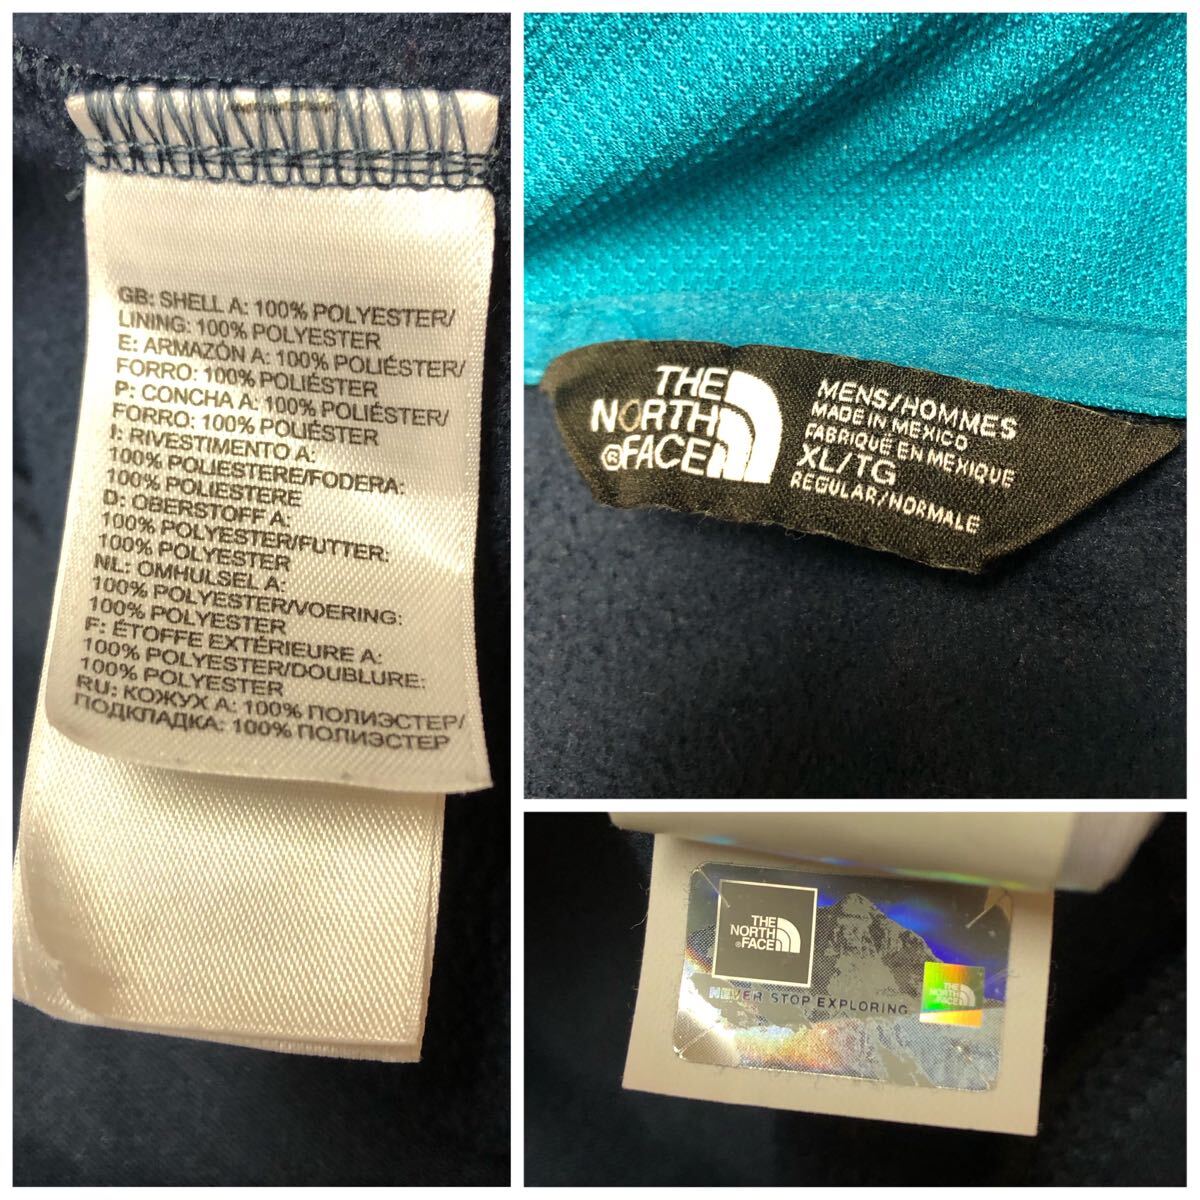 GB: SHELL A: 100% POLYESTER/
LINING: 100% POLYESTER
E: ARMAZÓN A: 100% POLIÉSTER/
FORRO: 100% POLIÉSTER
P: CONCHA A: 100% POLIÉSTER/
FORRO: 100% POLIÉSTER
I: RIVESTIMENTO A:
100% POLIESTERE/FODERA:
100% POLIESTERE
D: OBERSTOFF A:
100% POLYESTER/FUTTER:
100% POLYESTER
NL: OMHULSEL A:
100% POLYESTER/VOERING:
100% POLYESTER
F: ÉTOFFE EXTÉRIEURE A:
100% POLYESTER/DOUBLURE:
100% POLYESTER
RU: КОЖУХ А: 100% ПОЛИЭСТЕР/
ПОДКЛАДКА: 100% ПОЛИЭСТЕР
THE
NORTH
®FACE
MENS/HOMMES
MADE IN MEXICO
FABRIQUÉ EN MEXIQUE
XL/TG
REGULAR/NORMALE
THE
NORTH
®FACE
NEVER STOP EXPLORING